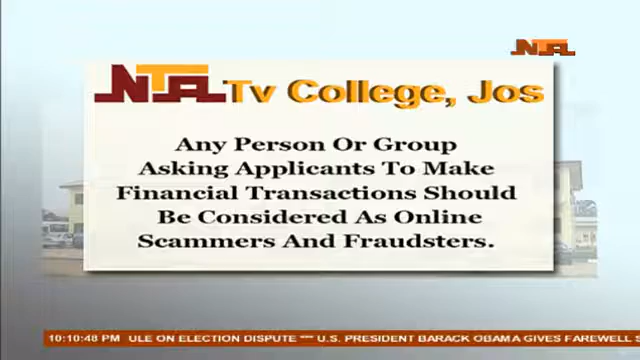 NTA
NTA Tv College, Jos
Any Person Or Group
Asking Applicants To Make
Financial Transactions Should
Be Considered As Online
Scammers And Fraudsters.
10:10:48 PM ULE ON ELECTION DISPUTE *** U.S. PRESIDENT BARACK OBAMA GIVES FAREWELL S